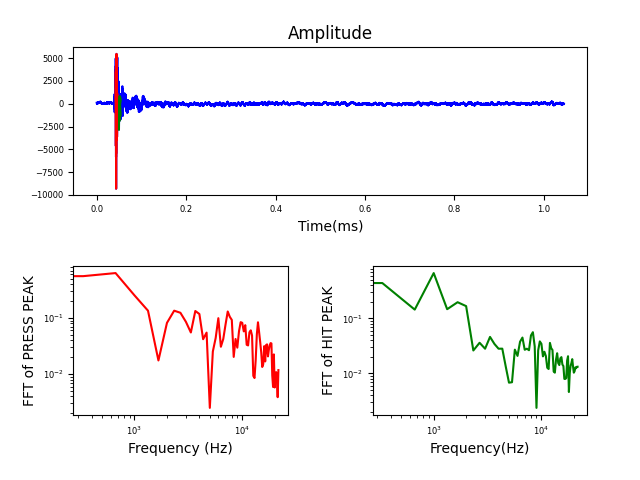 Amplitude
5000
2500
0
−2500
−5000
−7500
−10000
0.0 0.2 0.4 0.6 0.8 1.0
Time(ms)
FFT of PRESS PEAK
10⁻¹
10⁻²
10³ 10⁴
Frequency (Hz)
FFT of HIT PEAK
10⁻¹
10⁻²
10³ 10⁴
Frequency(Hz)